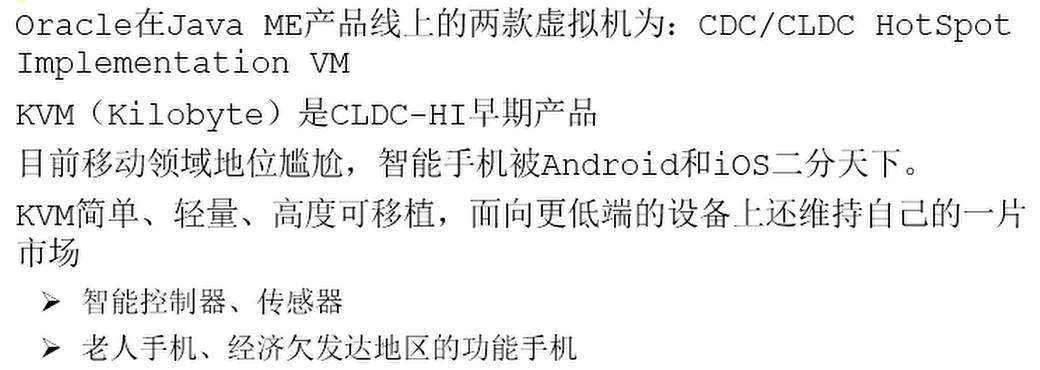 Oracle在Java ME产品线上的两款虚拟机为：CDC/CLDC HotSpot
Implementation VM
KVM（Kilobyte）是CLDC-HI早期产品
目前移动领域地位尴尬，智能手机被Android和iOS二分天下。
KVM简单、轻量、高度可移植，面向更低端的设备上还维持自己的一片
市场
➢ 智能控制器、传感器
➢ 老人手机、经济欠发达地区的功能手机